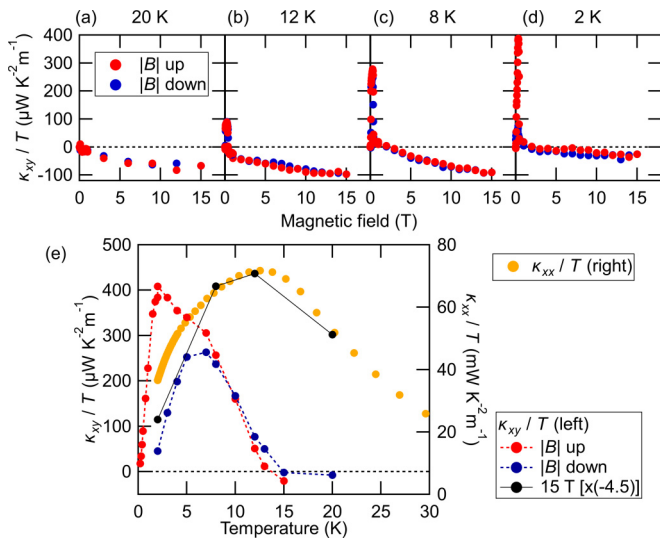 (a) 20 K (b) 12 K (c) 8 K (d) 2 K
κxy / T (µW K⁻²m⁻¹)
400
300
200
100
0
-100
|B| up
|B| down
0 5 10 15 0 5 10 15 0 5 10 15 0 5 10 15
Magnetic field (T)
(e)
κxy / T (µW K⁻²m⁻¹)
500
400
300
200
100
0
80
60
40
20
0
κxx / T (mW K⁻²m⁻¹)
0 5 10 15 20 25 30
Temperature (K)
κxx / T (right)
κxy / T (left)
|B| up
|B| down
15 T [x(-4.5)]